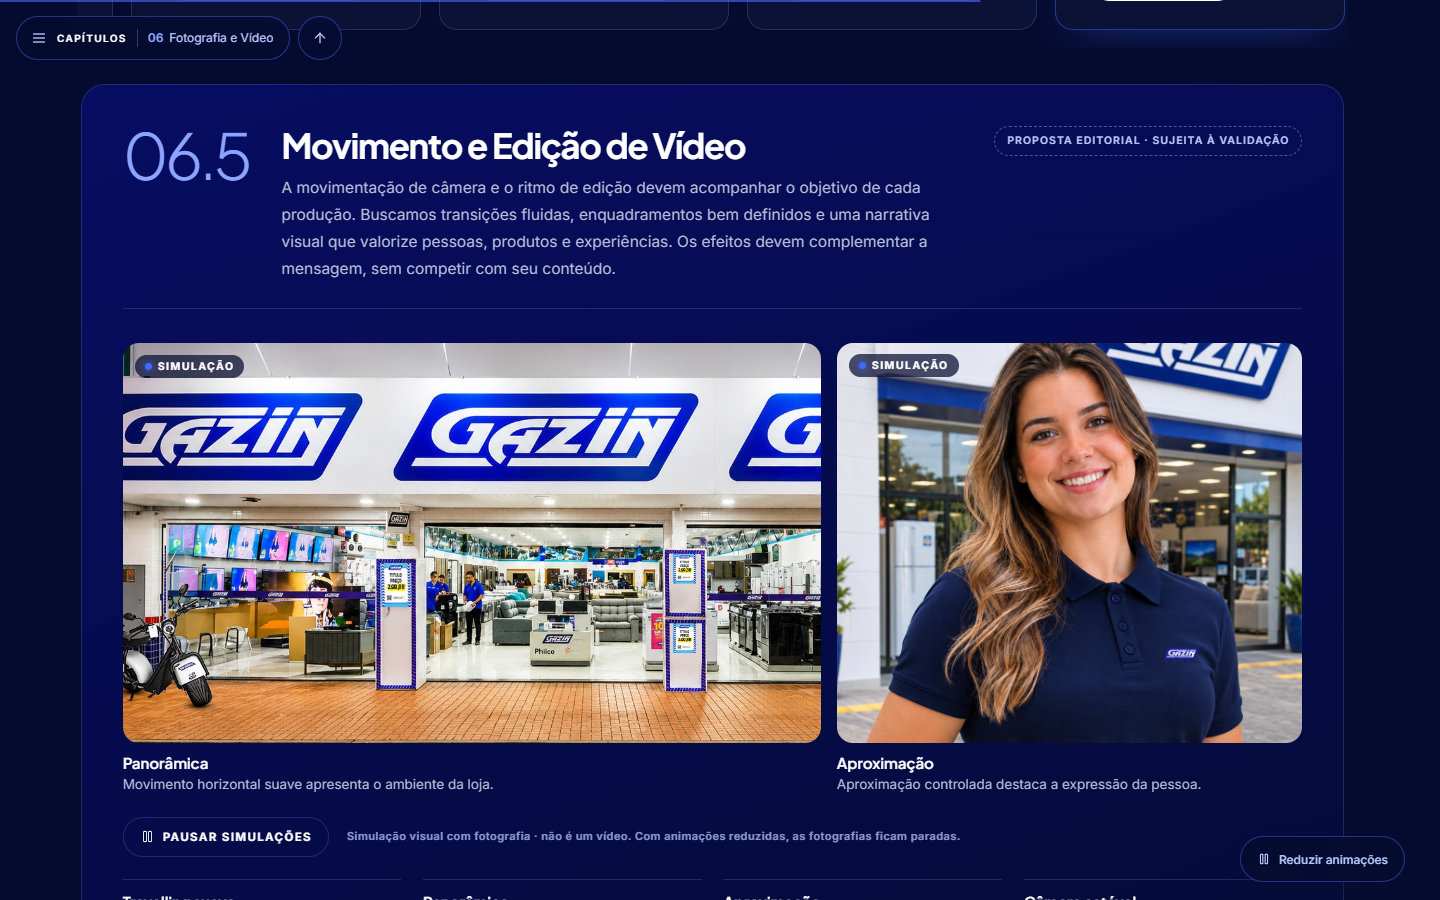 CAPÍTULOS
06 Fotografia e Vídeo
06.5
Movimento e Edição de Vídeo
PROPOSTA EDITORIAL · SUJEITA À VALIDAÇÃO
A movimentação de câmera e o ritmo de edição devem acompanhar o objetivo de cada
produção. Buscamos transições fluidas, enquadramentos bem definidos e uma narrativa
visual que valorize pessoas, produtos e experiências. Os efeitos devem complementar a
mensagem, sem competir com seu conteúdo.
SIMULAÇÃO
GAZIN
GAZIN
TÍTULO
PREÇO
GAZIN
Philco
SIMULAÇÃO
GAZIN
GAZIN
Panorâmica
Movimento horizontal suave apresenta o ambiente da loja.
Aproximação
Aproximação controlada destaca a expressão da pessoa.
PAUSAR SIMULAÇÕES
Simulação visual com fotografia · não é um vídeo. Com animações reduzidas, as fotografias ficam paradas.
Reduzir animações